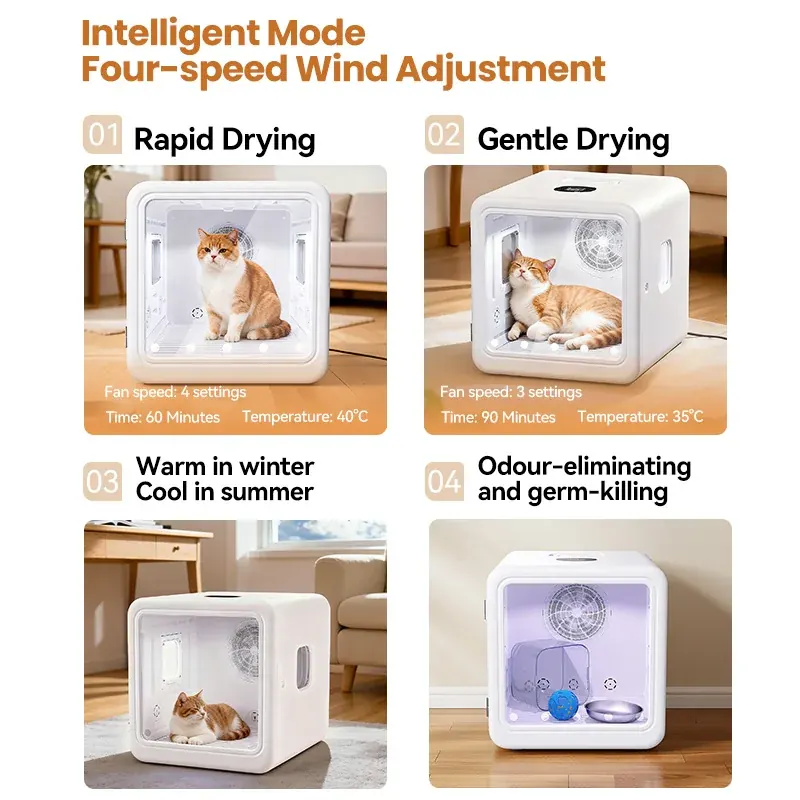 Intelligent Mode
Four-speed Wind Adjustment
01 Rapid Drying
Fan speed: 4 settings
Time: 60 Minutes Temperature: 40°C
02 Gentle Drying
Fan speed: 3 settings
Time: 90 Minutes Temperature: 35°C
03 Warm in winter
Cool in summer
04 Odour-eliminating
and germ-killing